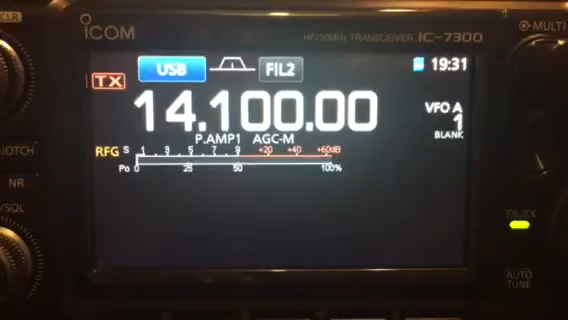 CLR
ICOM
HF/50MHz TRANSCEIVER IC-7300
MULTI
USB
FIL2
19:31
TX
14.100.00
VFO A
1
BLANK
P.AMP1 AGC-M
RFG
S 1 3 5 7 9 +20 +40 +60dB
Po 0 25 50 100%
NOTCH
NR
/SQL
AUTO
TUNE